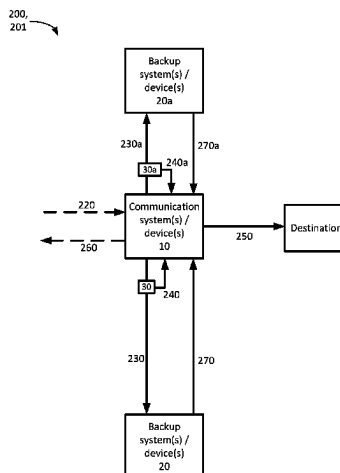 200,
201
Backup
system(s) /
device(s)
20a
230a
270a
30a
240a
220
Communication
system(s) /
device(s)
10
250
Destination
260
30
240
230
270
Backup
system(s) /
device(s)
20